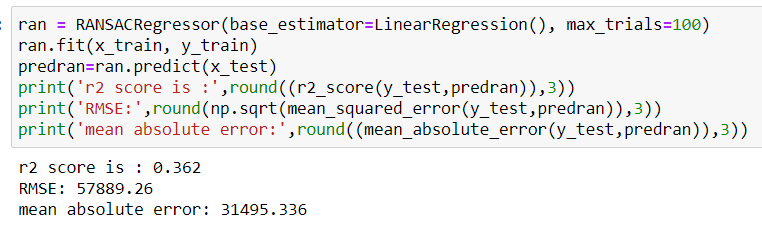 ran = RANSACRegressor(base_estimator=LinearRegression(), max_trials=100)
ran.fit(x_train, y_train)
predran=ran.predict(x_test)
print('r2 score is :',round((r2_score(y_test,predran)),3))
print('RMSE:',round(np.sqrt(mean_squared_error(y_test,predran)),3))
print('mean absolute error:',round((mean_absolute_error(y_test,predran)),3))
r2 score is : 0.362
RMSE: 57889.26
mean absolute error: 31495.336